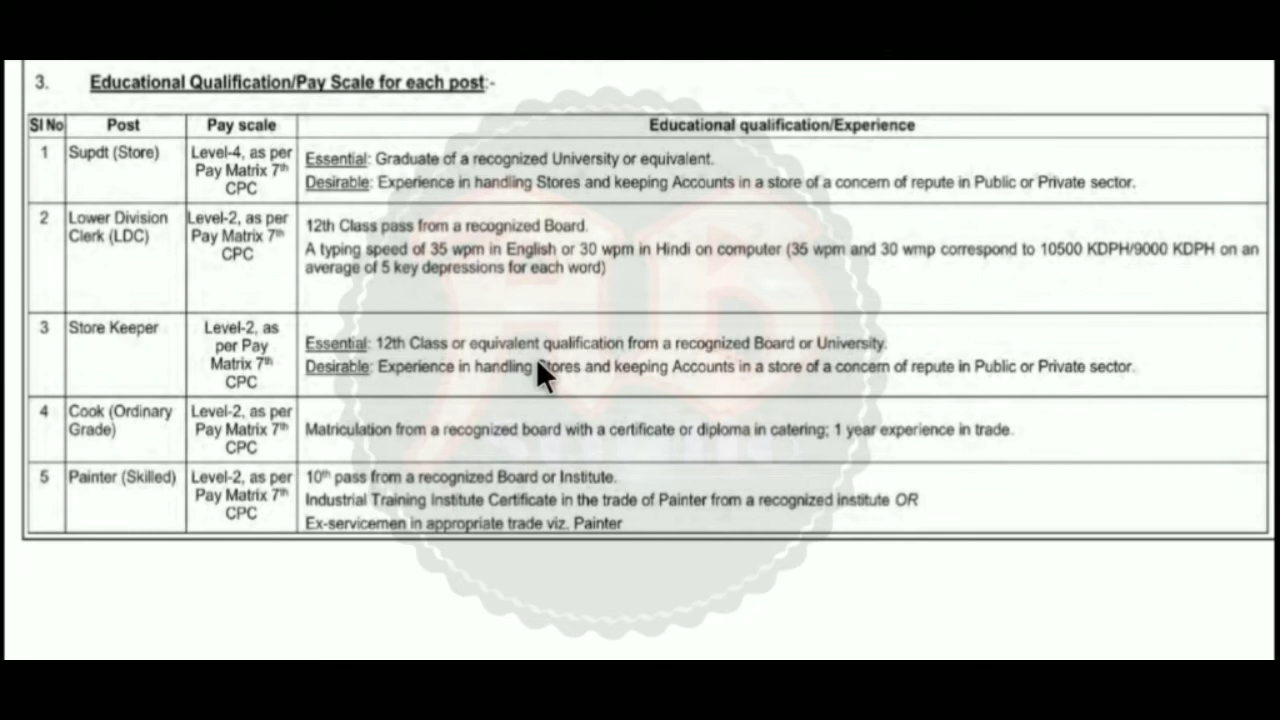 3. Educational Qualification/Pay Scale for each post:-
Sl No Post Pay scale Educational qualification/Experience
1 Supdt (Store) Level-4, as per Pay Matrix 7th CPC
Essential: Graduate of a recognized University or equivalent.
Desirable: Experience in handling Stores and keeping Accounts in a store of a concern of repute in Public or Private sector.
2 Lower Division Clerk (LDC) Level-2, as per Pay Matrix 7th CPC
12th Class pass from a recognized Board.
A typing speed of 35 wpm in English or 30 wpm in Hindi on computer (35 wpm and 30 wmp correspond to 10500 KDPH/9000 KDPH on an
average of 5 key depressions for each word)
3 Store Keeper Level-2, as per Pay Matrix 7th CPC
Essential: 12th Class or equivalent qualification from a recognized Board or University.
Desirable: Experience in handling Stores and keeping Accounts in a store of a concern of repute in Public or Private sector.
4 Cook (Ordinary Grade) Level-2, as per Pay Matrix 7th CPC
Matriculation from a recognized board with a certificate or diploma in catering; 1 year experience in trade.
5 Painter (Skilled) Level-2, as per Pay Matrix 7th CPC
10th pass from a recognized Board or Institute.
Industrial Training Institute Certificate in the trade of Painter from a recognized institute OR
Ex-servicemen in appropriate trade viz. Painter